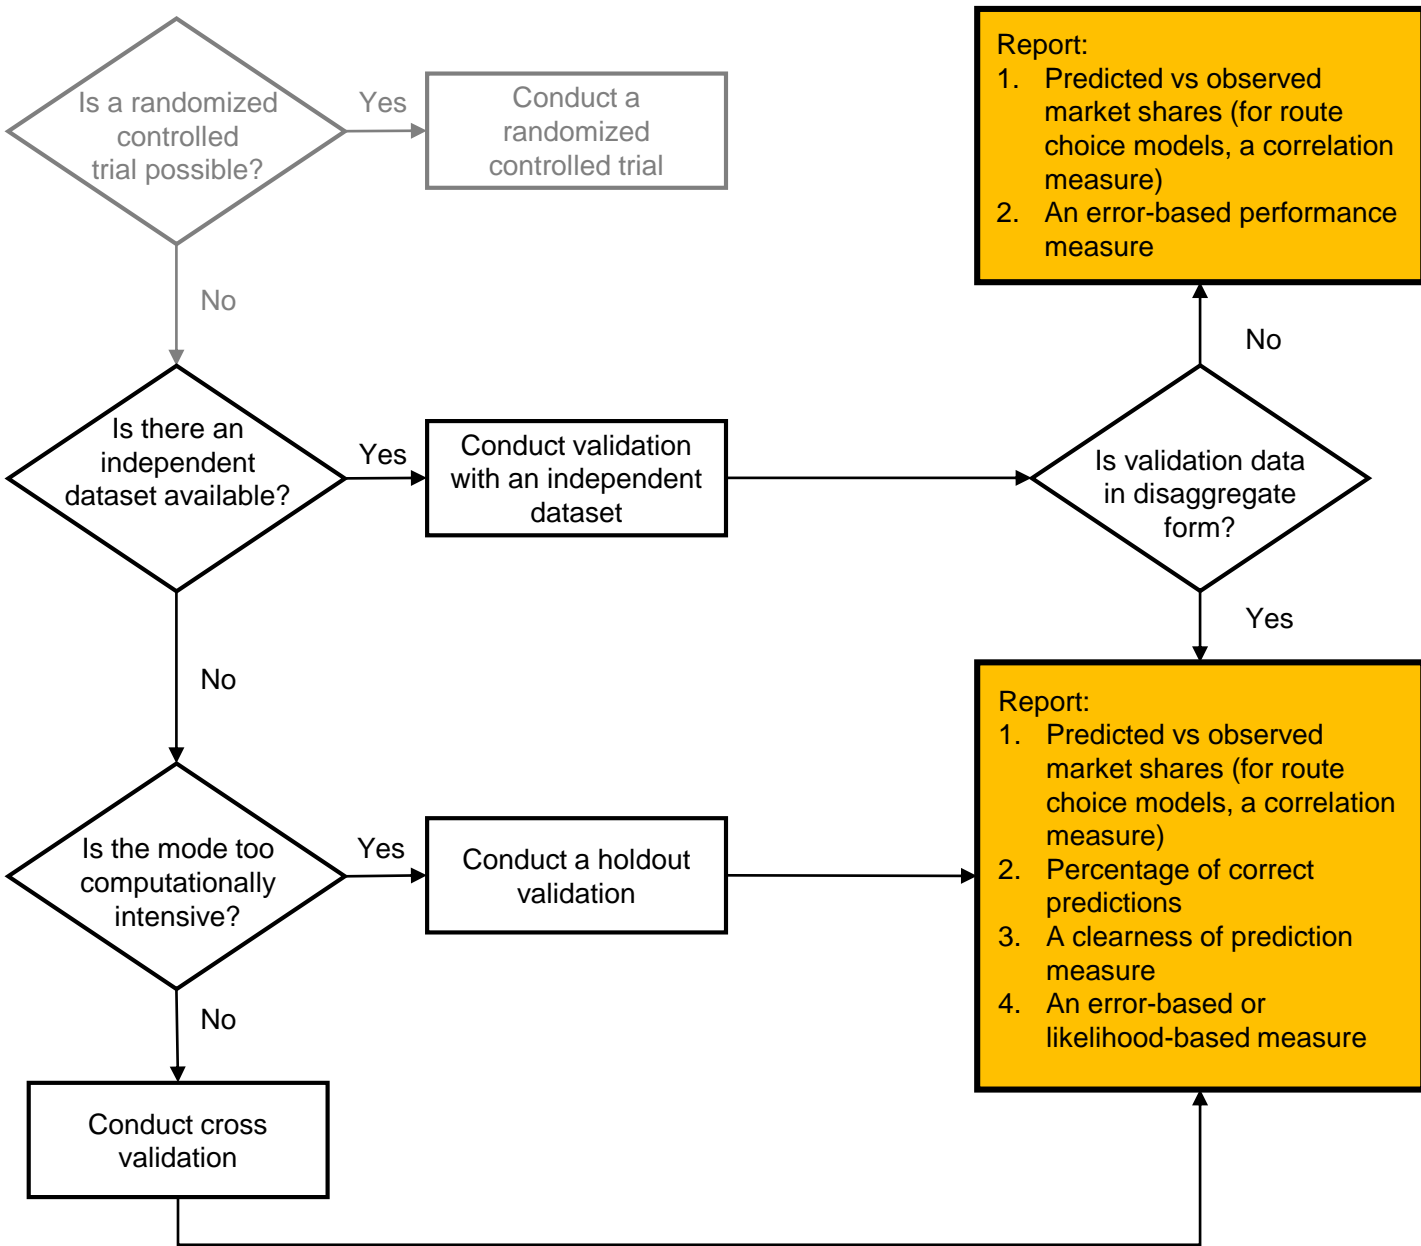 Is a randomized
controlled
trial possible?
Yes
Conduct a
randomized
controlled trial
No
Report:
1. Predicted vs observed
market shares (for route
choice models, a correlation
measure)
2. An error-based performance
measure
No
Is there an
independent
dataset available?
Yes
Conduct validation
with an independent
dataset
Is validation data
in disaggregate
form?
Yes
No
Report:
1. Predicted vs observed
market shares (for route
choice models, a correlation
measure)
2. Percentage of correct
predictions
3. A clearness of prediction
measure
4. An error-based or
likelihood-based measure
Is the mode too
computationally
intensive?
Yes
Conduct a holdout
validation
No
Conduct cross
validation